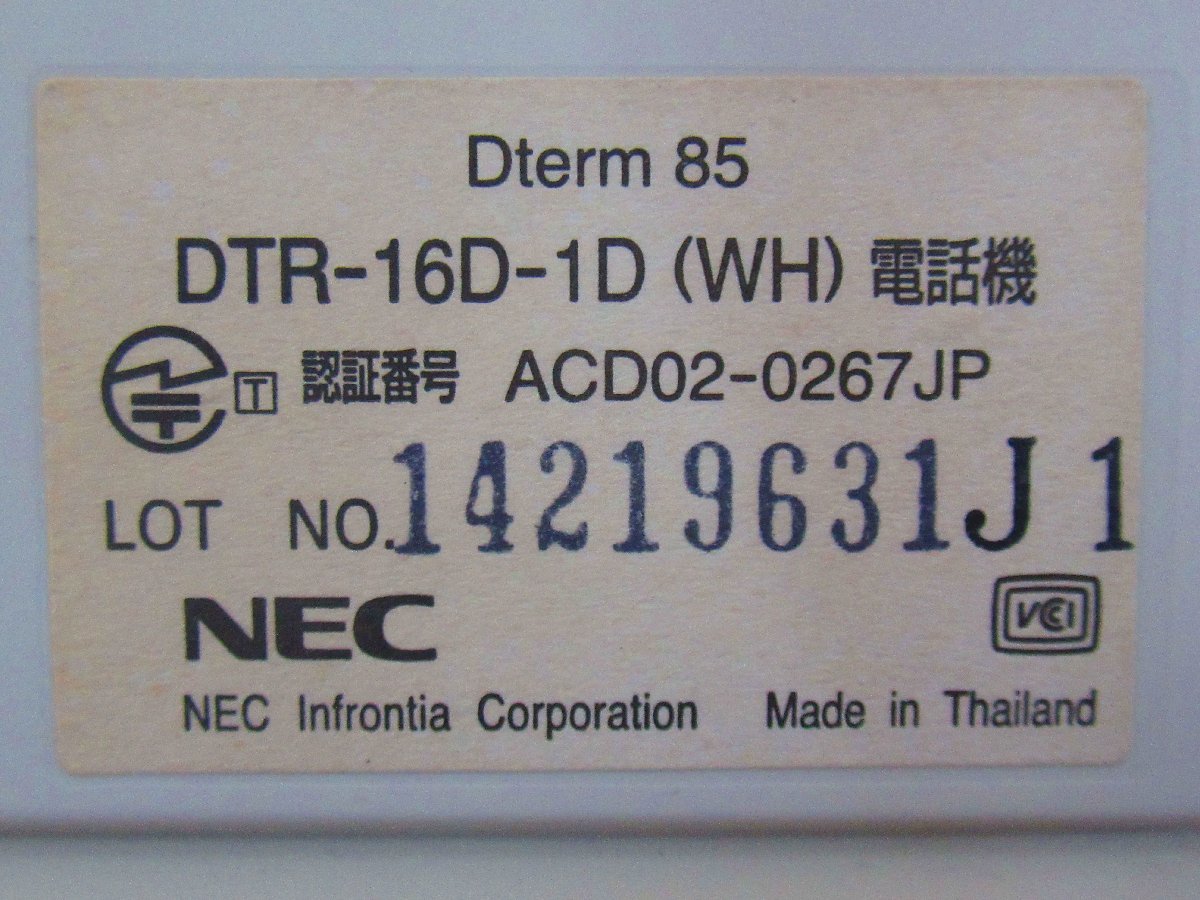 Dterm 85
DTR-16D-1D (WH) 電話機
T 認証番号 ACD02-0267JP
LOT NO. 14219631J 1
NEC
VCCI
NEC Infrontia Corporation Made in Thailand